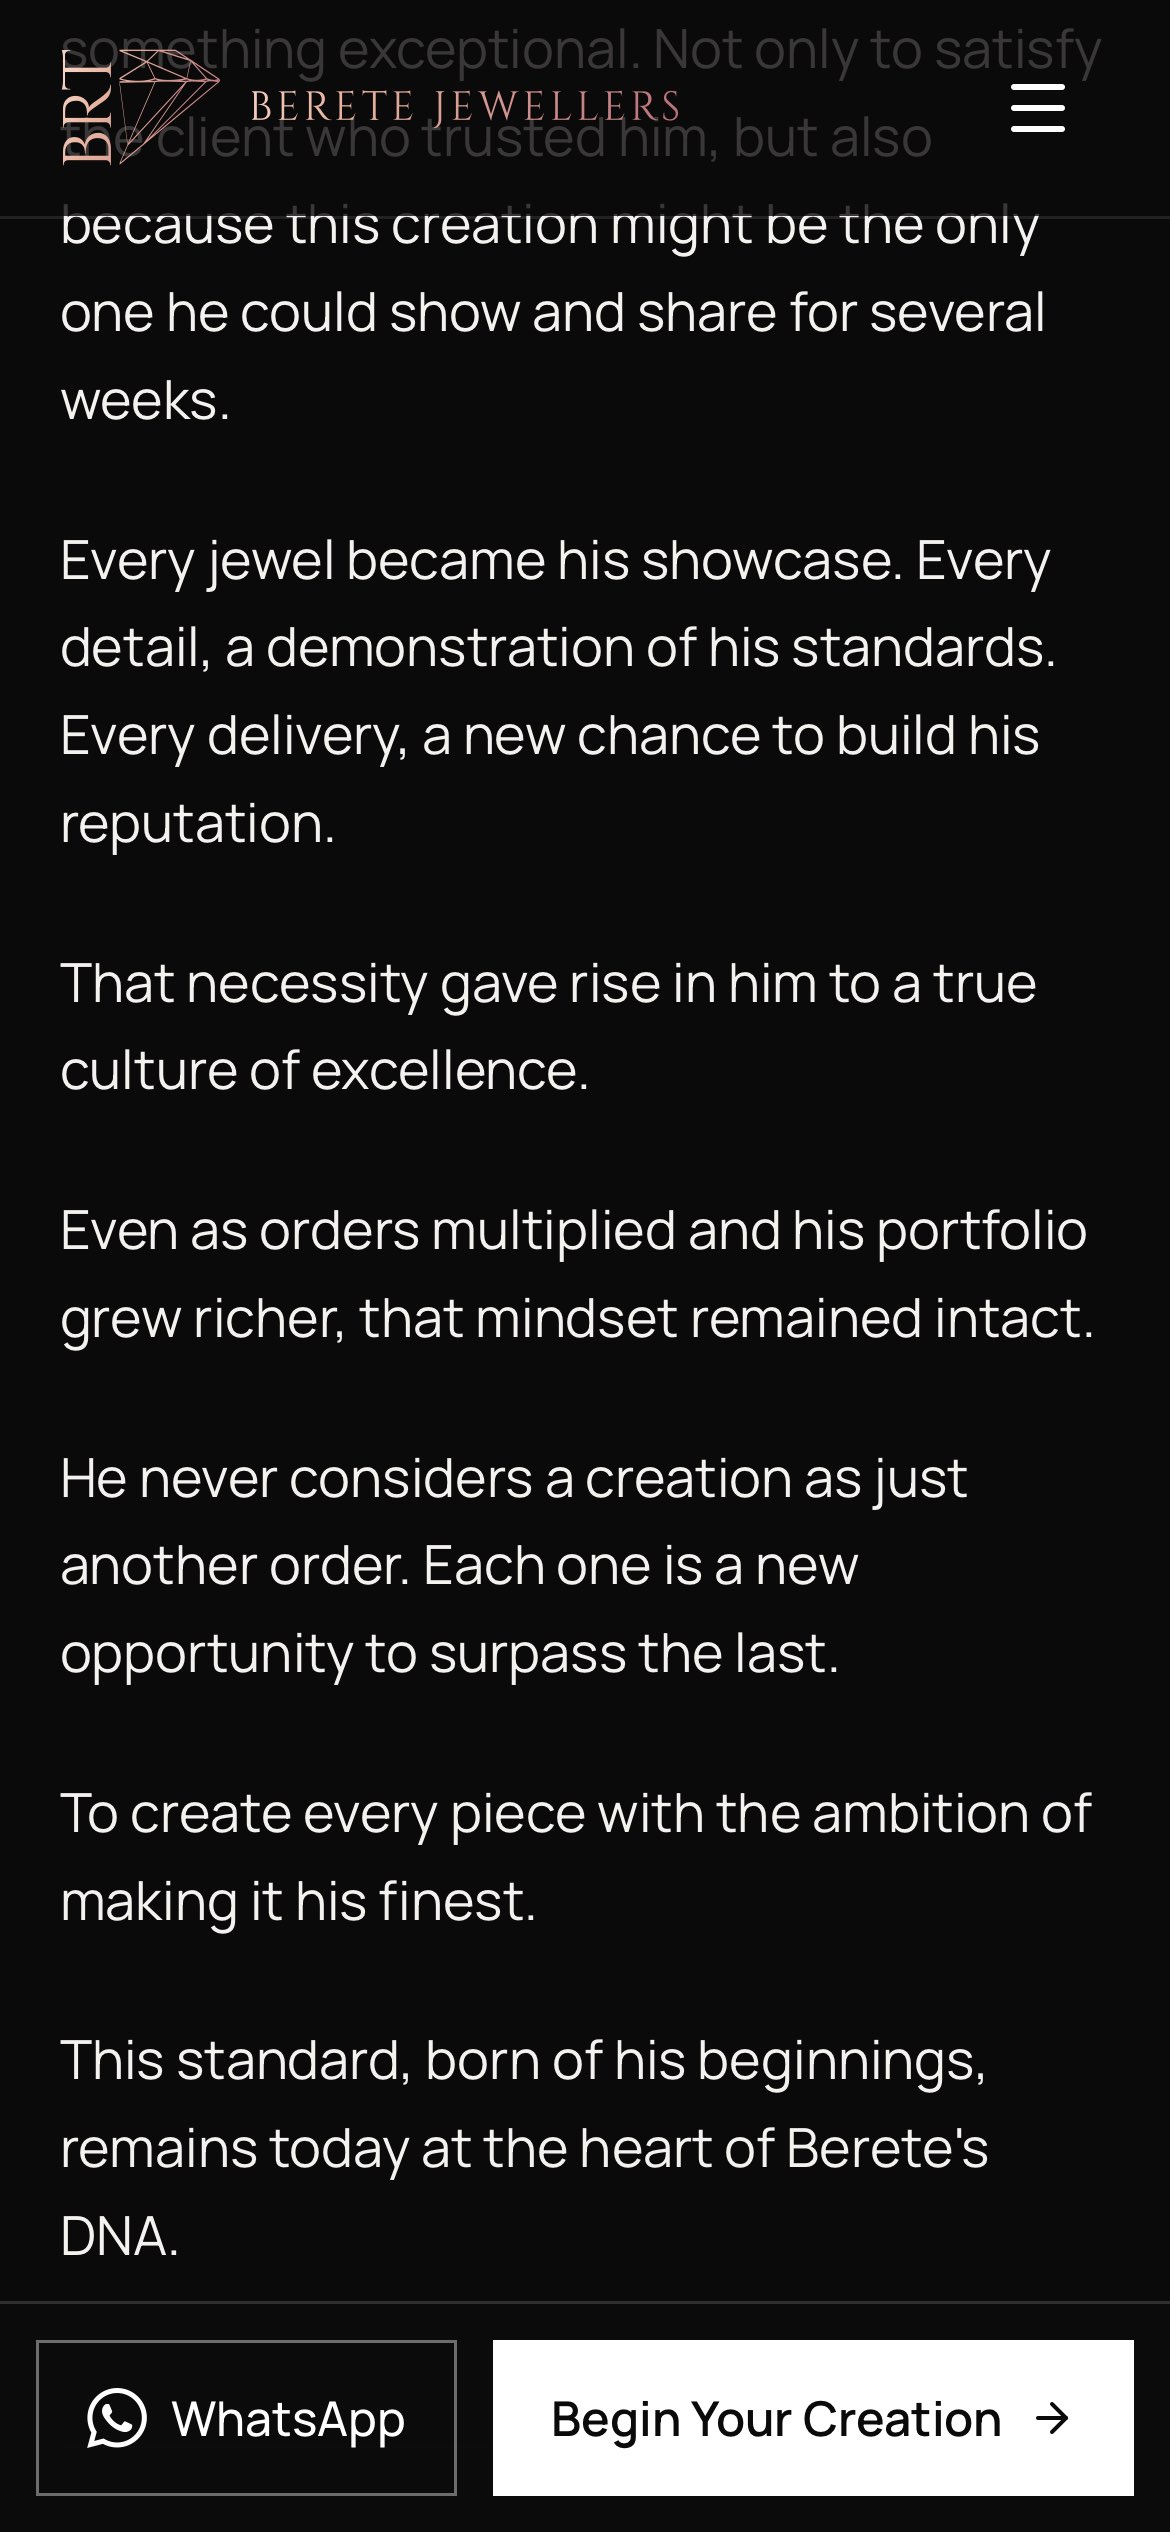 something exceptional. Not only to satisfy
BRT
BERETE JEWELLERS
the client who trusted him, but also
because this creation might be the only
one he could show and share for several
weeks.
Every jewel became his showcase. Every
detail, a demonstration of his standards.
Every delivery, a new chance to build his
reputation.
That necessity gave rise in him to a true
culture of excellence.
Even as orders multiplied and his portfolio
grew richer, that mindset remained intact.
He never considers a creation as just
another order. Each one is a new
opportunity to surpass the last.
To create every piece with the ambition of
making it his finest.
This standard, born of his beginnings,
remains today at the heart of Berete's
DNA.
WhatsApp
Begin Your Creation →